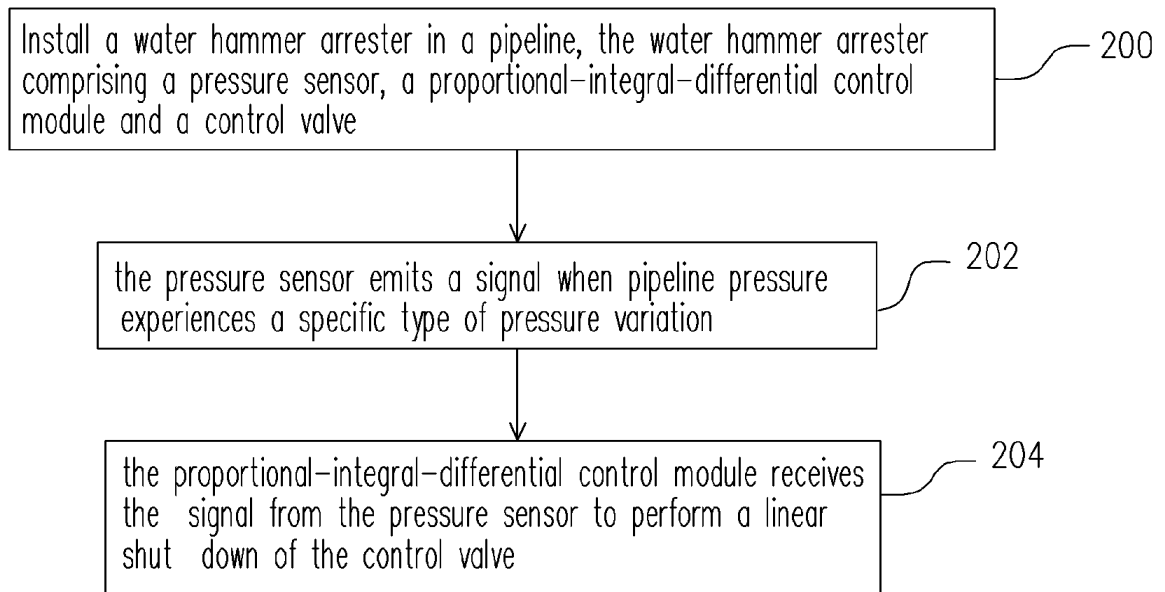 Install a water hammer arrester in a pipeline, the water hammer arrester
comprising a pressure sensor, a proportional-integral-differential control
module and a control valve
200
the pressure sensor emits a signal when pipeline pressure
experiences a specific type of pressure variation
202
the proportional-integral-differential control module receives
the signal from the pressure sensor to perform a linear
shut down of the control valve
204